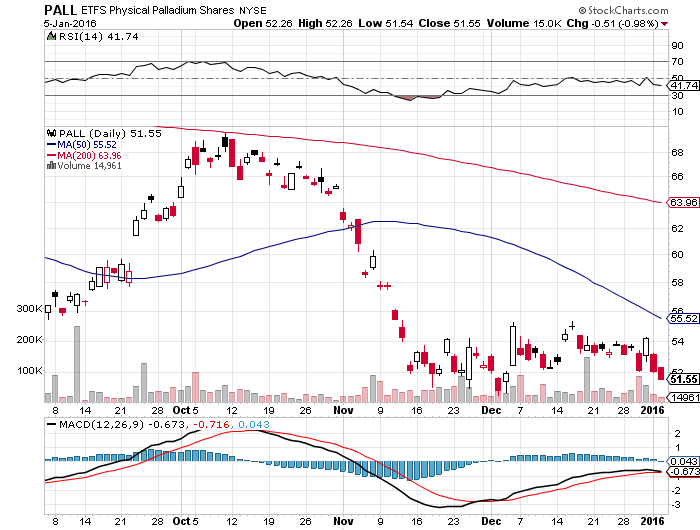 PALL ETFS Physical Palladium Shares NYSE
© StockCharts.com
5-Jan-2016
Open 52.26 High 52.26 Low 51.54 Close 51.55 Volume 15.0K Chg -0.51 (-0.98%)
RSI(14) 41.74
90
70
50
41.74
30
10
PALL (Daily) 51.55
MA(50) 55.52
MA(200) 63.96
Volume 14,961
68
66
63.96
62
60
58
56
55.52
54
52
51.55
14961
300K
200K
100K
8 14 21 28 Oct 5 12 19 26 Nov 9 16 23 Dec 7 14 21 28 2016
MACD(12,26,9) -0.673, -0.716, 0.043
2
1
0.043
-0.673
-2
-3
8 14 21 28 Oct 5 12 19 26 Nov 9 16 23 Dec 7 14 21 28 2016